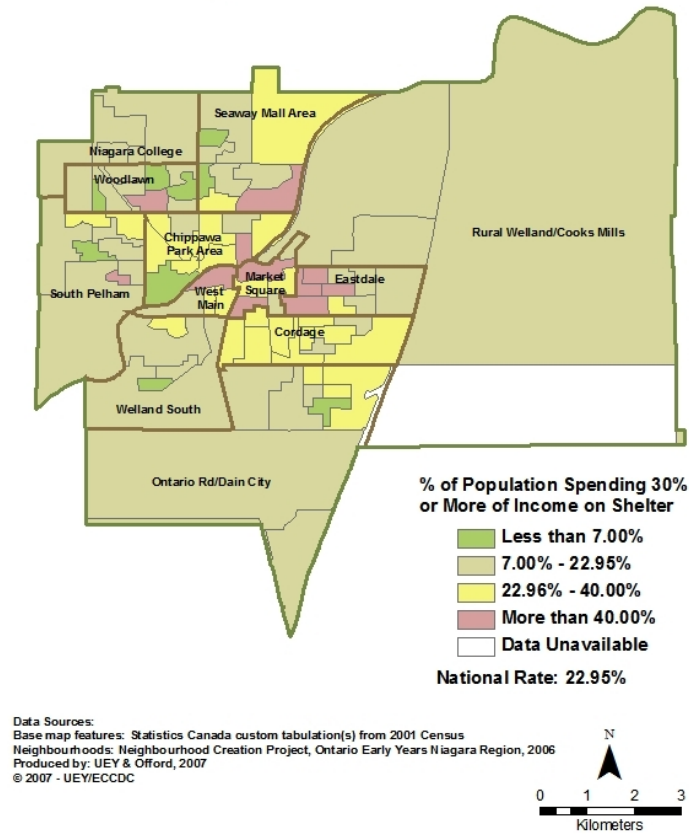 Seaway Mall Area
Niagara College
Woodlawn
Rural Welland/Cooks Mills
Chippawa
Park Area
Market
Square
Eastdale
South Pelham
West
Main
Cordage
Welland South
Ontario Rd/Dain City
% of Population Spending 30%
or More of Income on Shelter
Less than 7.00%
7.00% - 22.95%
22.96% - 40.00%
More than 40.00%
Data Unavailable
National Rate: 22.95%
Data Sources:
Base map features: Statistics Canada custom tabulation(s) from 2001 Census
Neighbourhoods: Neighbourhood Creation Project, Ontario Early Years Niagara Region, 2006
Produced by: UEY & Offord, 2007
© 2007 - UEY/ECCDC
N
0 1 2 3
Kilometers